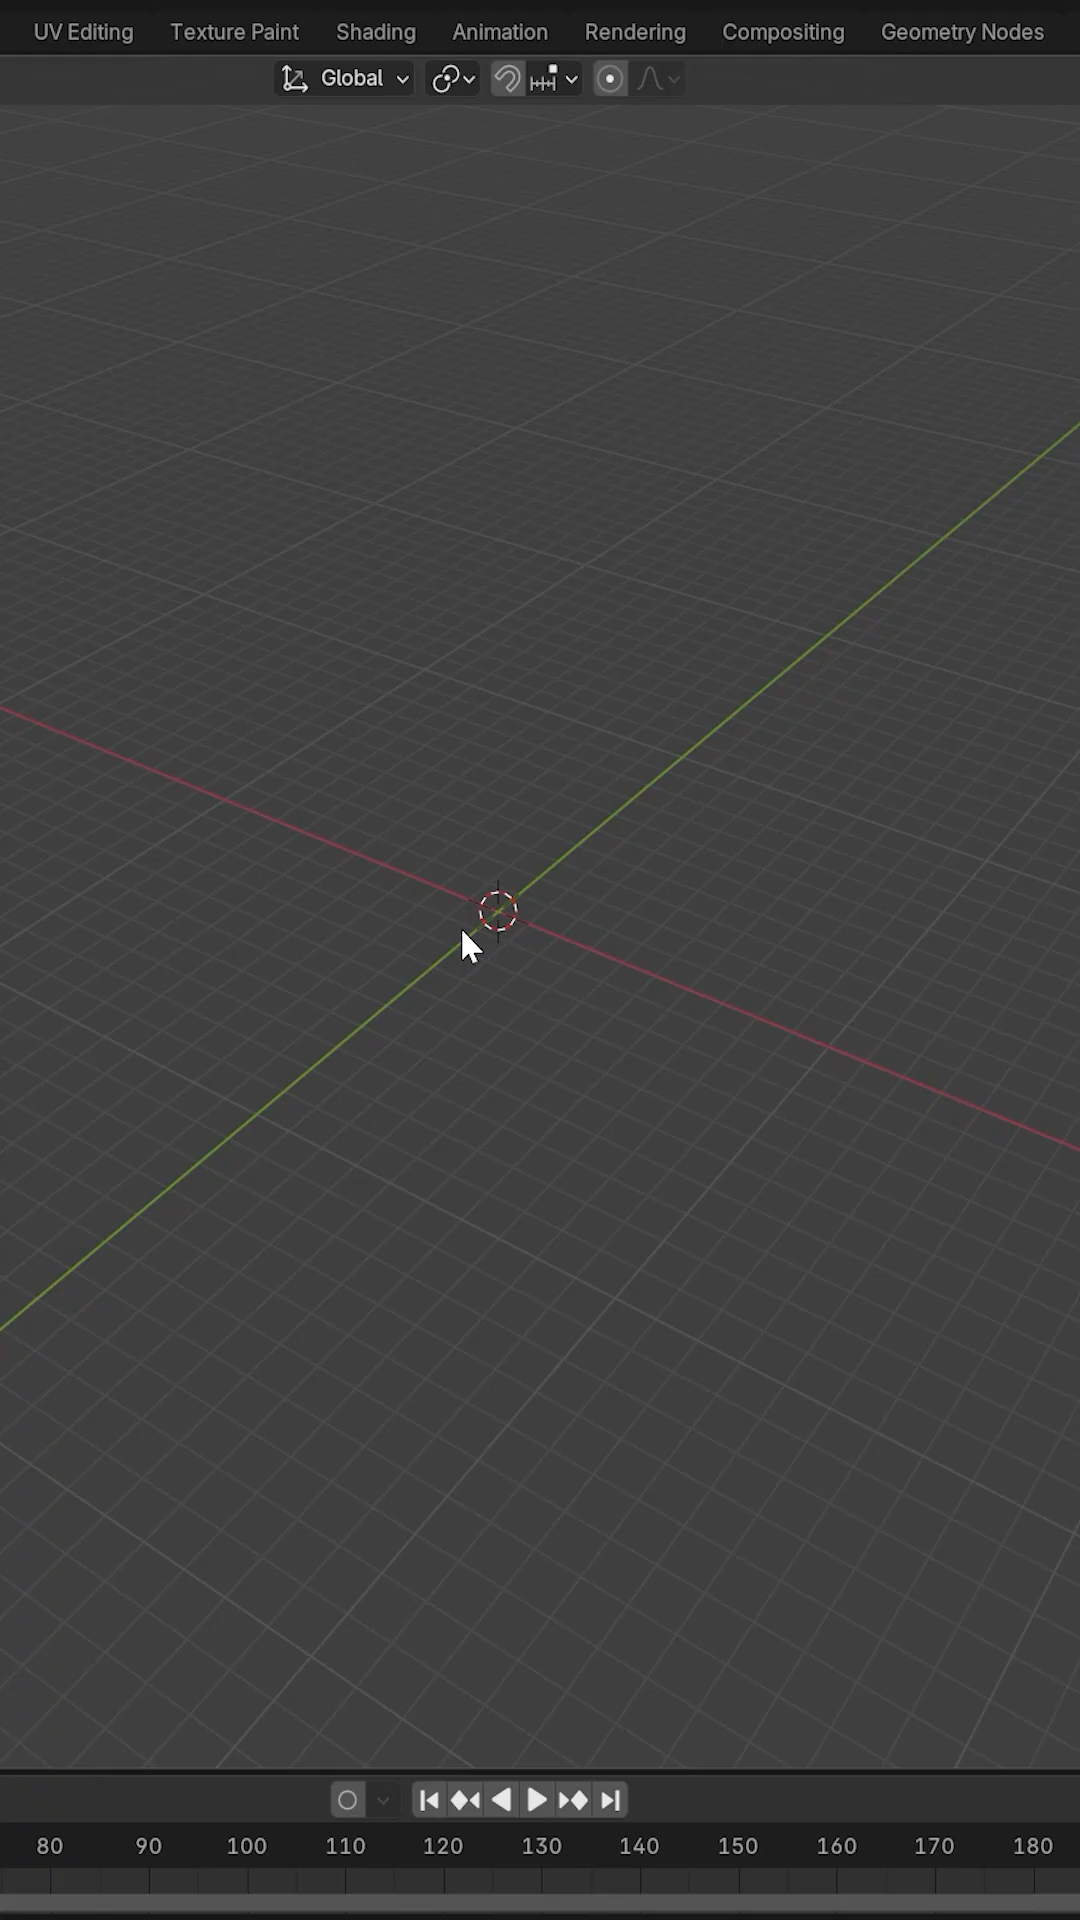 UV Editing Texture Paint Shading Animation Rendering Compositing Geometry Nodes
Global
80 90 100 110 120 130 140 150 160 170 180